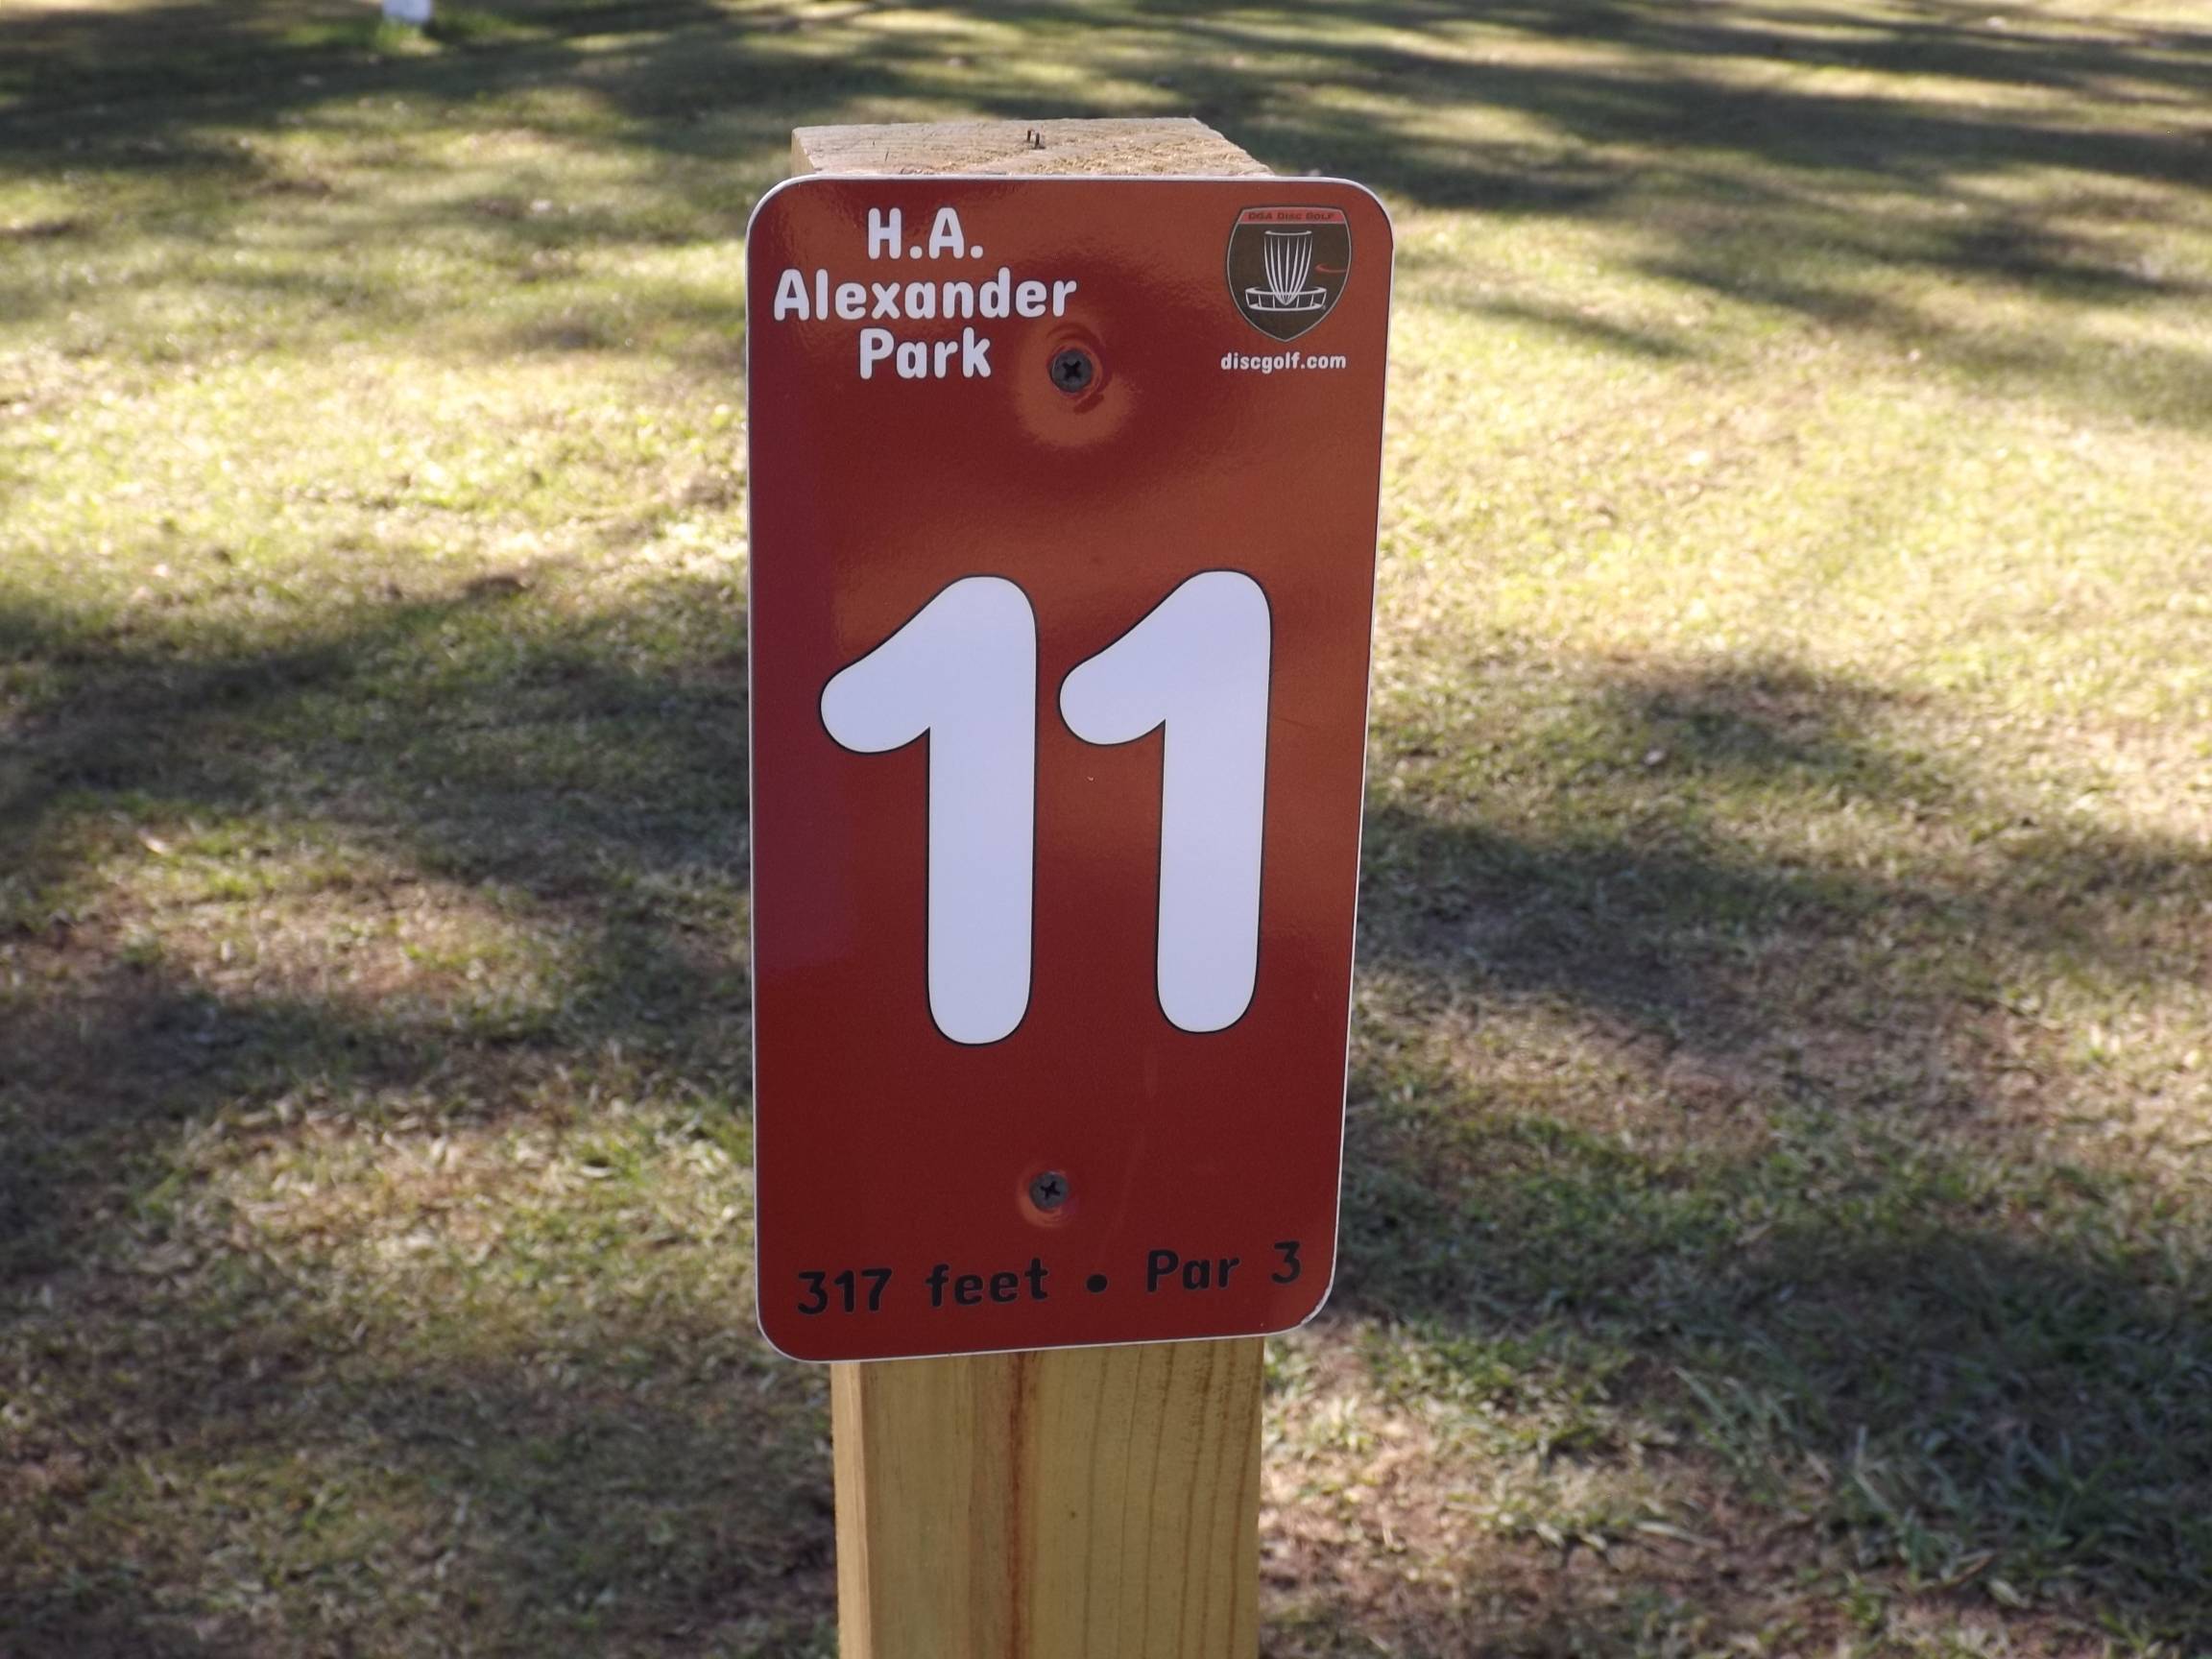 H.A.
Alexander
Park
DGA DISC GOLF
discgolf.com
11
317 feet • Par 3